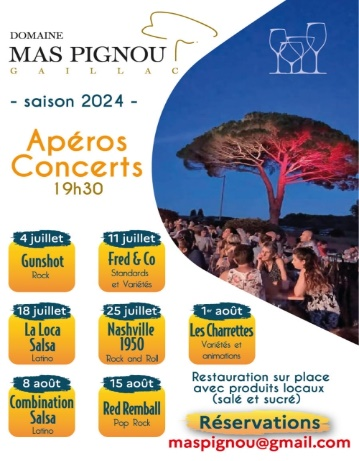 DOMAINE
MAS PIGNOU
GAILLAC
- saison 2024 -
Apéros
Concerts
19h30
4 juillet
Gunshot
Rock
11 juillet
Fred & Co
Standards
et Variétés
18 juillet
La Loca
Salsa
Latino
25 juillet
Nashville
1950
Rock and Roll
1er août
Les Charrettes
Variétés et
animations
8 août
Combination
Salsa
Latino
15 août
Red Remball
Pop Rock
Restauration sur place
avec produits locaux
(salé et sucré)
Réservations
maspignou@gmail.com